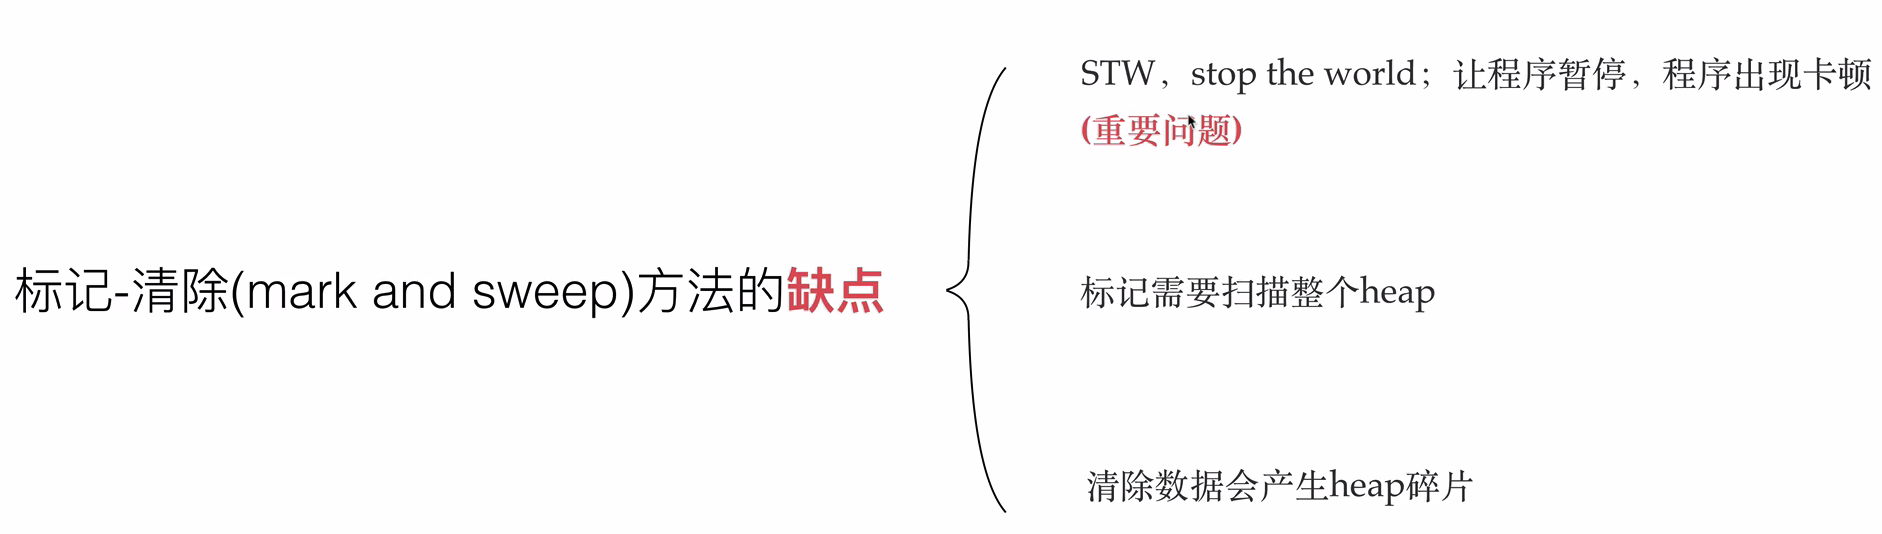 标记-清除(mark and sweep)方法的缺点
STW，stop the world；让程序暂停，程序出现卡顿
(重要问题)
标记需要扫描整个heap
清除数据会产生heap碎片